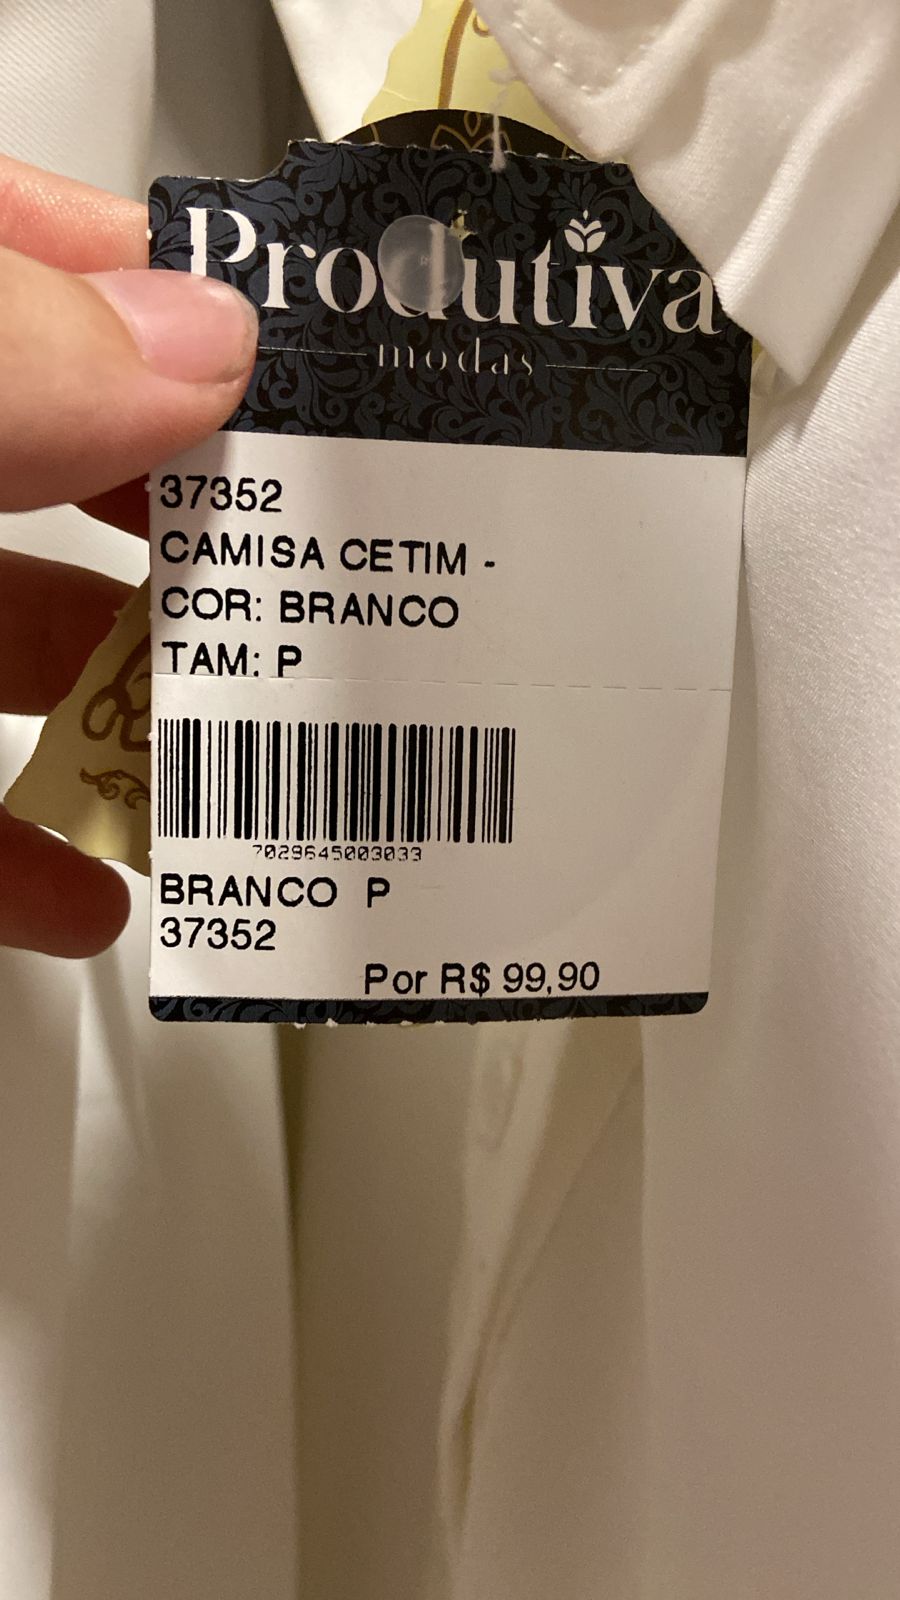 Produtiva
modas
37352
CAMISA CETIM -
COR: BRANCO
TAM: P
7029645003033
BRANCO P
37352
Por R$ 99,90